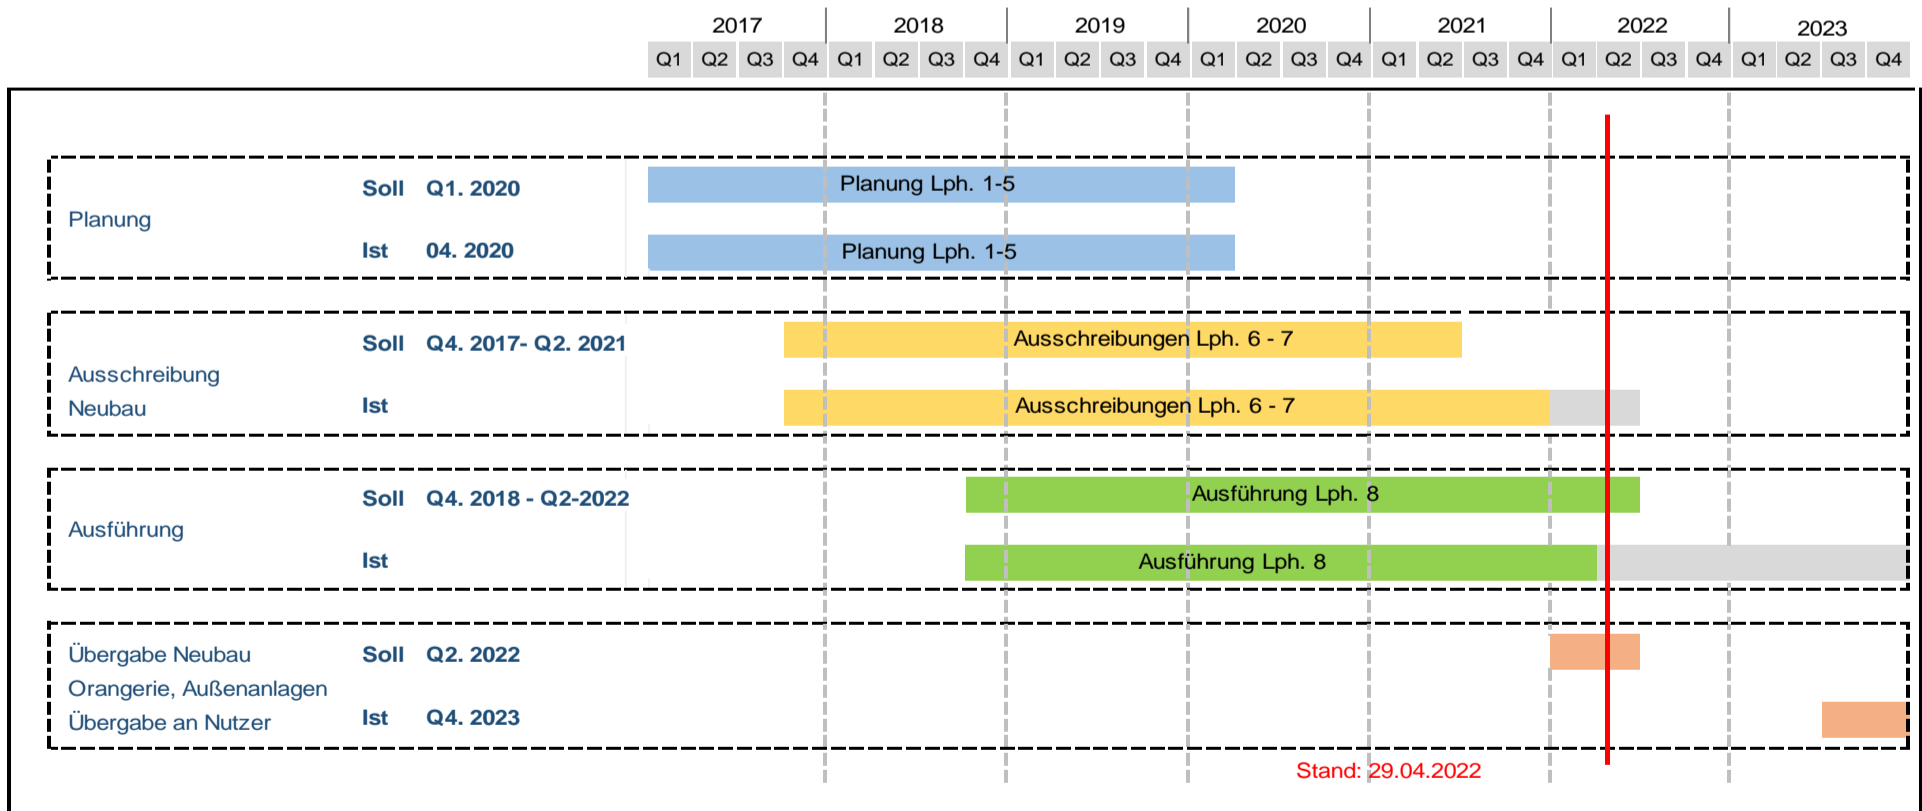 2017 2018 2019 2020 2021 2022 2023
Q1 Q2 Q3 Q4 Q1 Q2 Q3 Q4 Q1 Q2 Q3 Q4 Q1 Q2 Q3 Q4 Q1 Q2 Q3 Q4 Q1 Q2 Q3 Q4 Q1 Q2 Q3 Q4
Planung
Soll Q1. 2020 Planung Lph. 1-5
Ist 04. 2020 Planung Lph. 1-5
Ausschreibung
Neubau
Soll Q4. 2017- Q2. 2021 Ausschreibungen Lph. 6 - 7
Ist Ausschreibungen Lph. 6 - 7
Ausführung
Soll Q4. 2018 - Q2-2022 Ausführung Lph. 8
Ist Ausführung Lph. 8
Übergabe Neubau
Orangerie, Außenanlagen
Übergabe an Nutzer
Soll Q2. 2022
Ist Q4. 2023
Stand: 29.04.2022